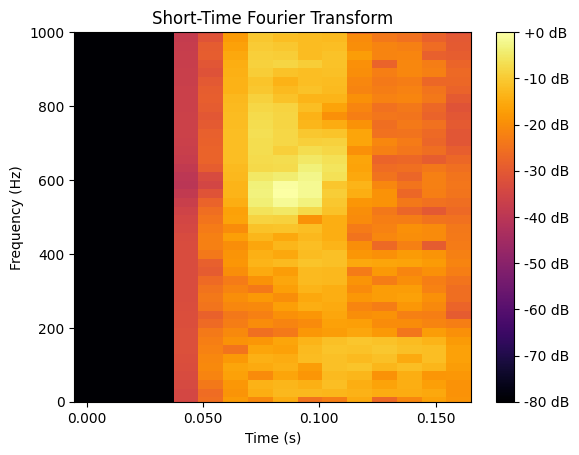 Short-Time Fourier Transform
Frequency (Hz)
1000
800
600
400
200
0
0.000
0.050
0.100
0.150
Time (s)
+0 dB
-10 dB
-20 dB
-30 dB
-40 dB
-50 dB
-60 dB
-70 dB
-80 dB